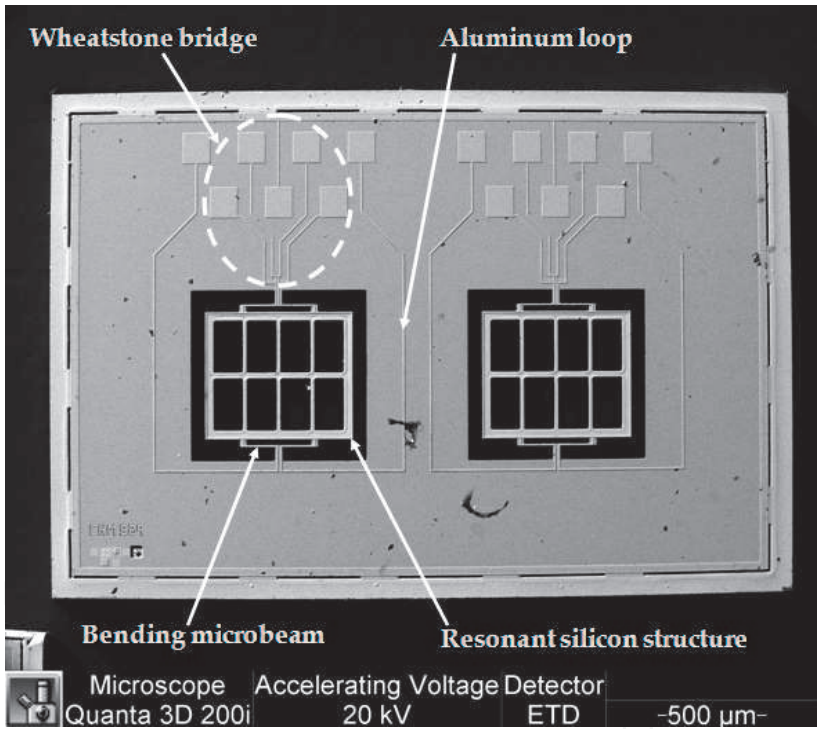 Wheatstone bridge
Aluminum loop
Bending microbeam
Resonant silicon structure
Microscope
Accelerating Voltage
Detector
Quanta 3D 200i
20 kV
ETD
-500 μm-